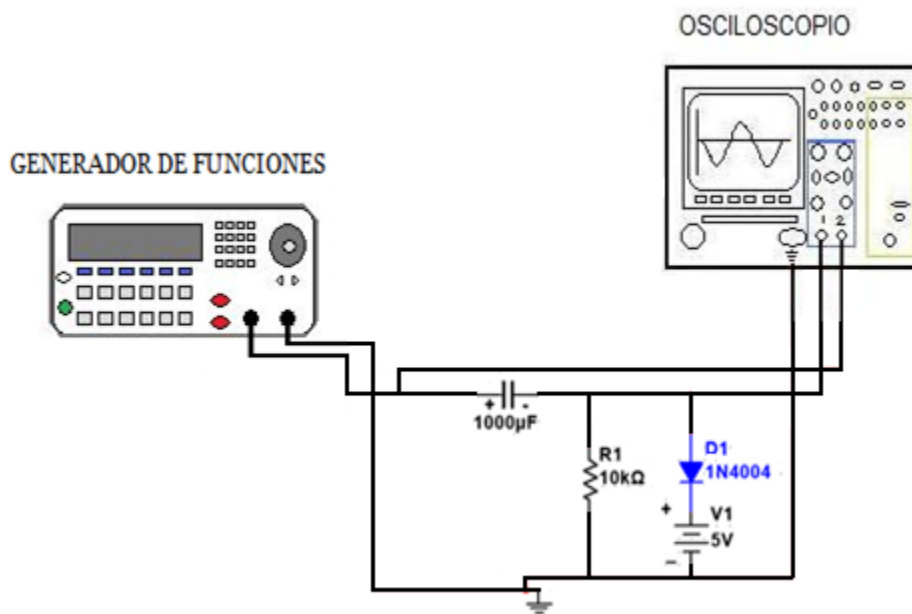 OSCILOSCOPIO
GENERADOR DE FUNCIONES
1 2
+ -
1000µF
R1
10kΩ
D1
1N4004
+
V1
5V
−